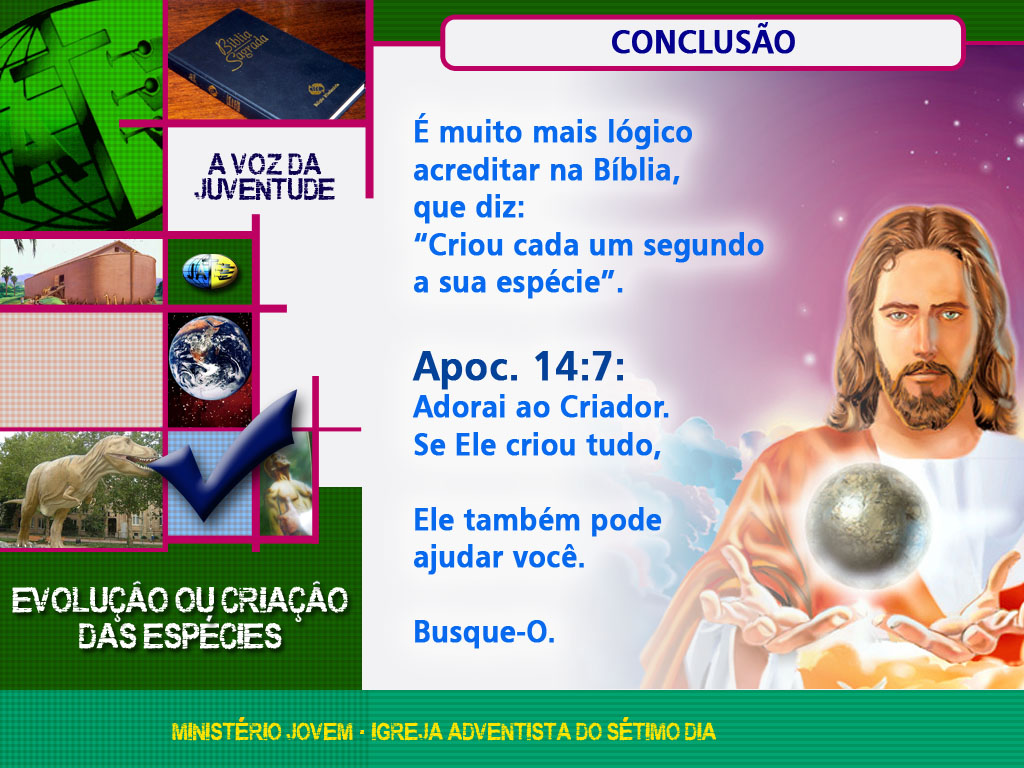 CONCLUSÃO
Bíblia
Sagrada
A VOZ DA
JUVENTUDE
É muito mais lógico
acreditar na Bíblia,
que diz:
“Criou cada um segundo
a sua espécie”.
Apoc. 14:7:
Adorai ao Criador.
Se Ele criou tudo,
Ele também pode
ajudar você.
Busque-O.
EVOLUÇÃO OU CRIAÇÃO
DAS ESPÉCIES
MINISTÉRIO JOVEM - IGREJA ADVENTISTA DO SÉTIMO DIA